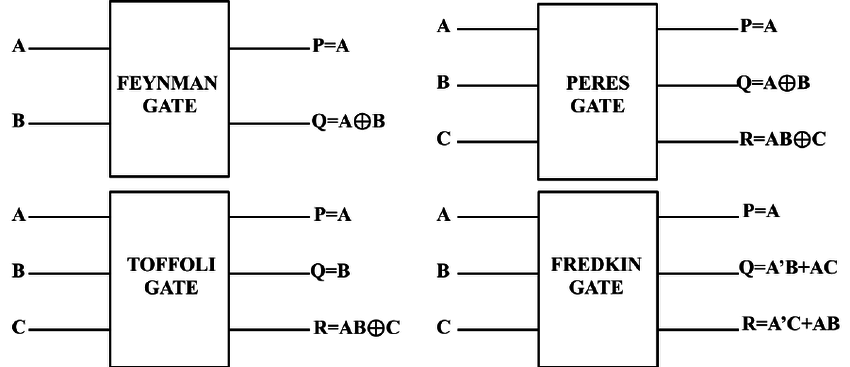 A
P=A
FEYNMAN
GATE
B
Q=A⊕B
A
P=A
B
PERES
GATE
Q=A⊕B
C
R=AB⊕C
A
P=A
B
TOFFOLI
GATE
Q=B
C
R=AB⊕C
A
P=A
B
FREDKIN
GATE
Q=A’B+AC
C
R=A’C+AB